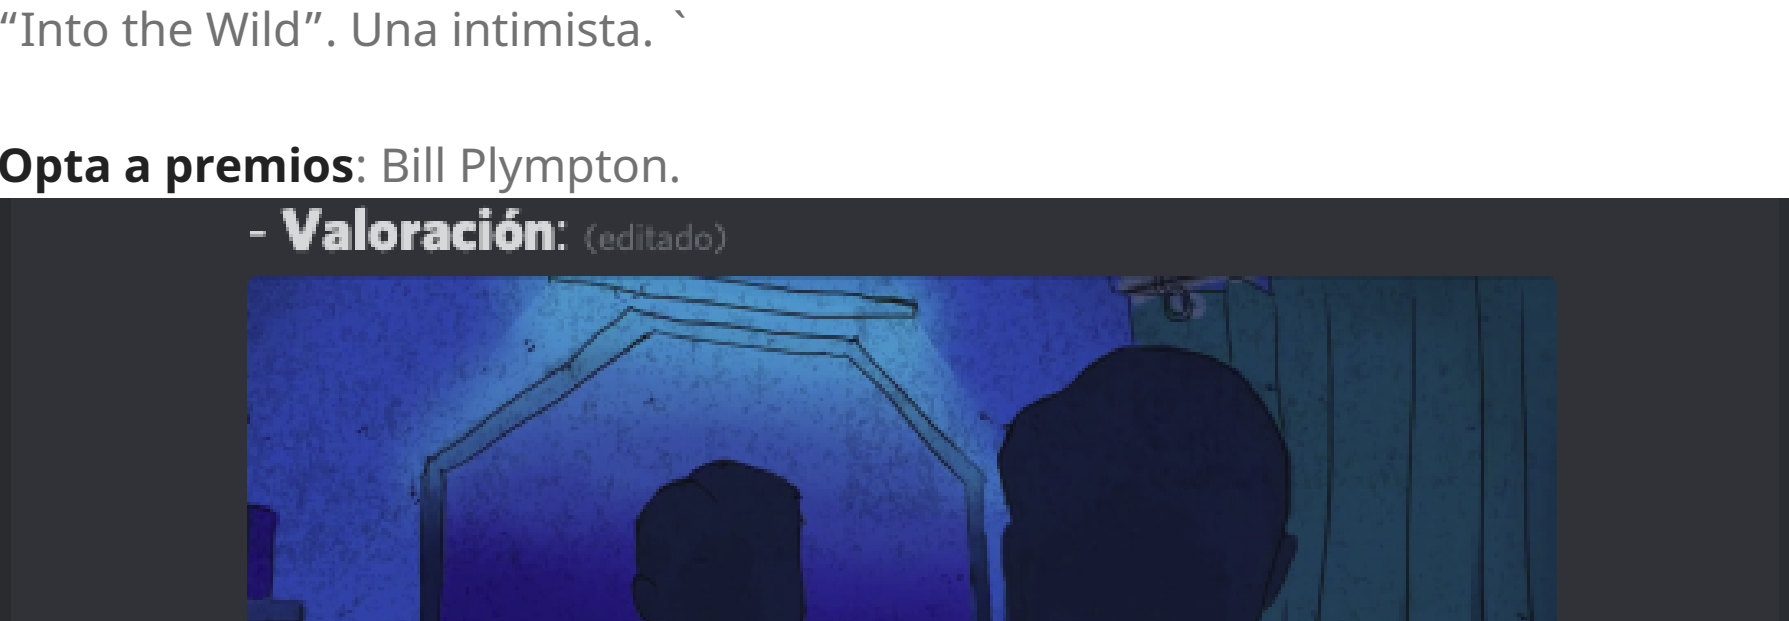 “Into the Wild”. Una intimista. `
Opta a premios: Bill Plympton.
- Valoración: (editado)